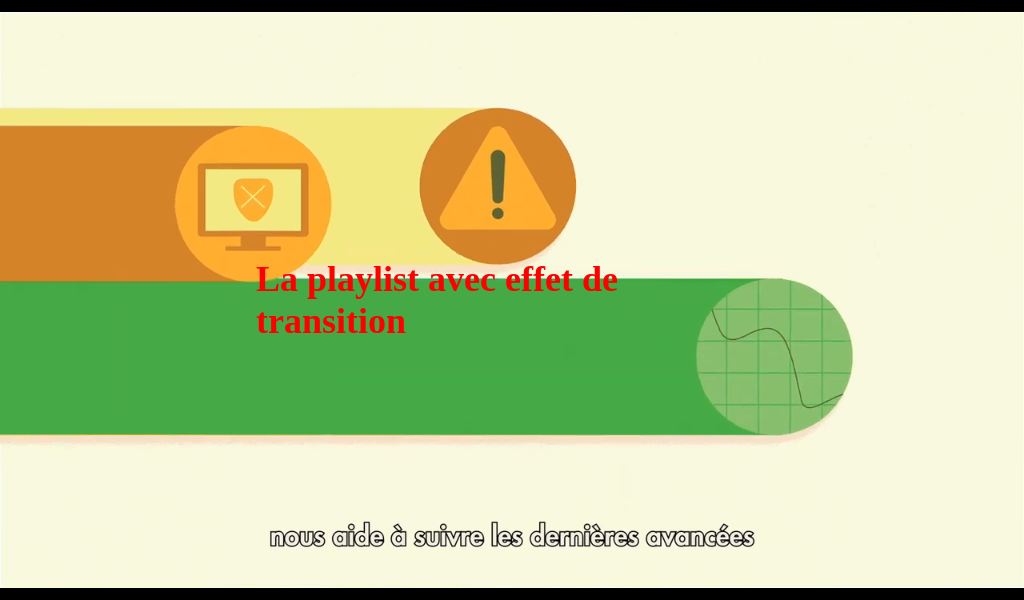 La playlist avec effet de
transition
nous aide à suivre les dernières avancées